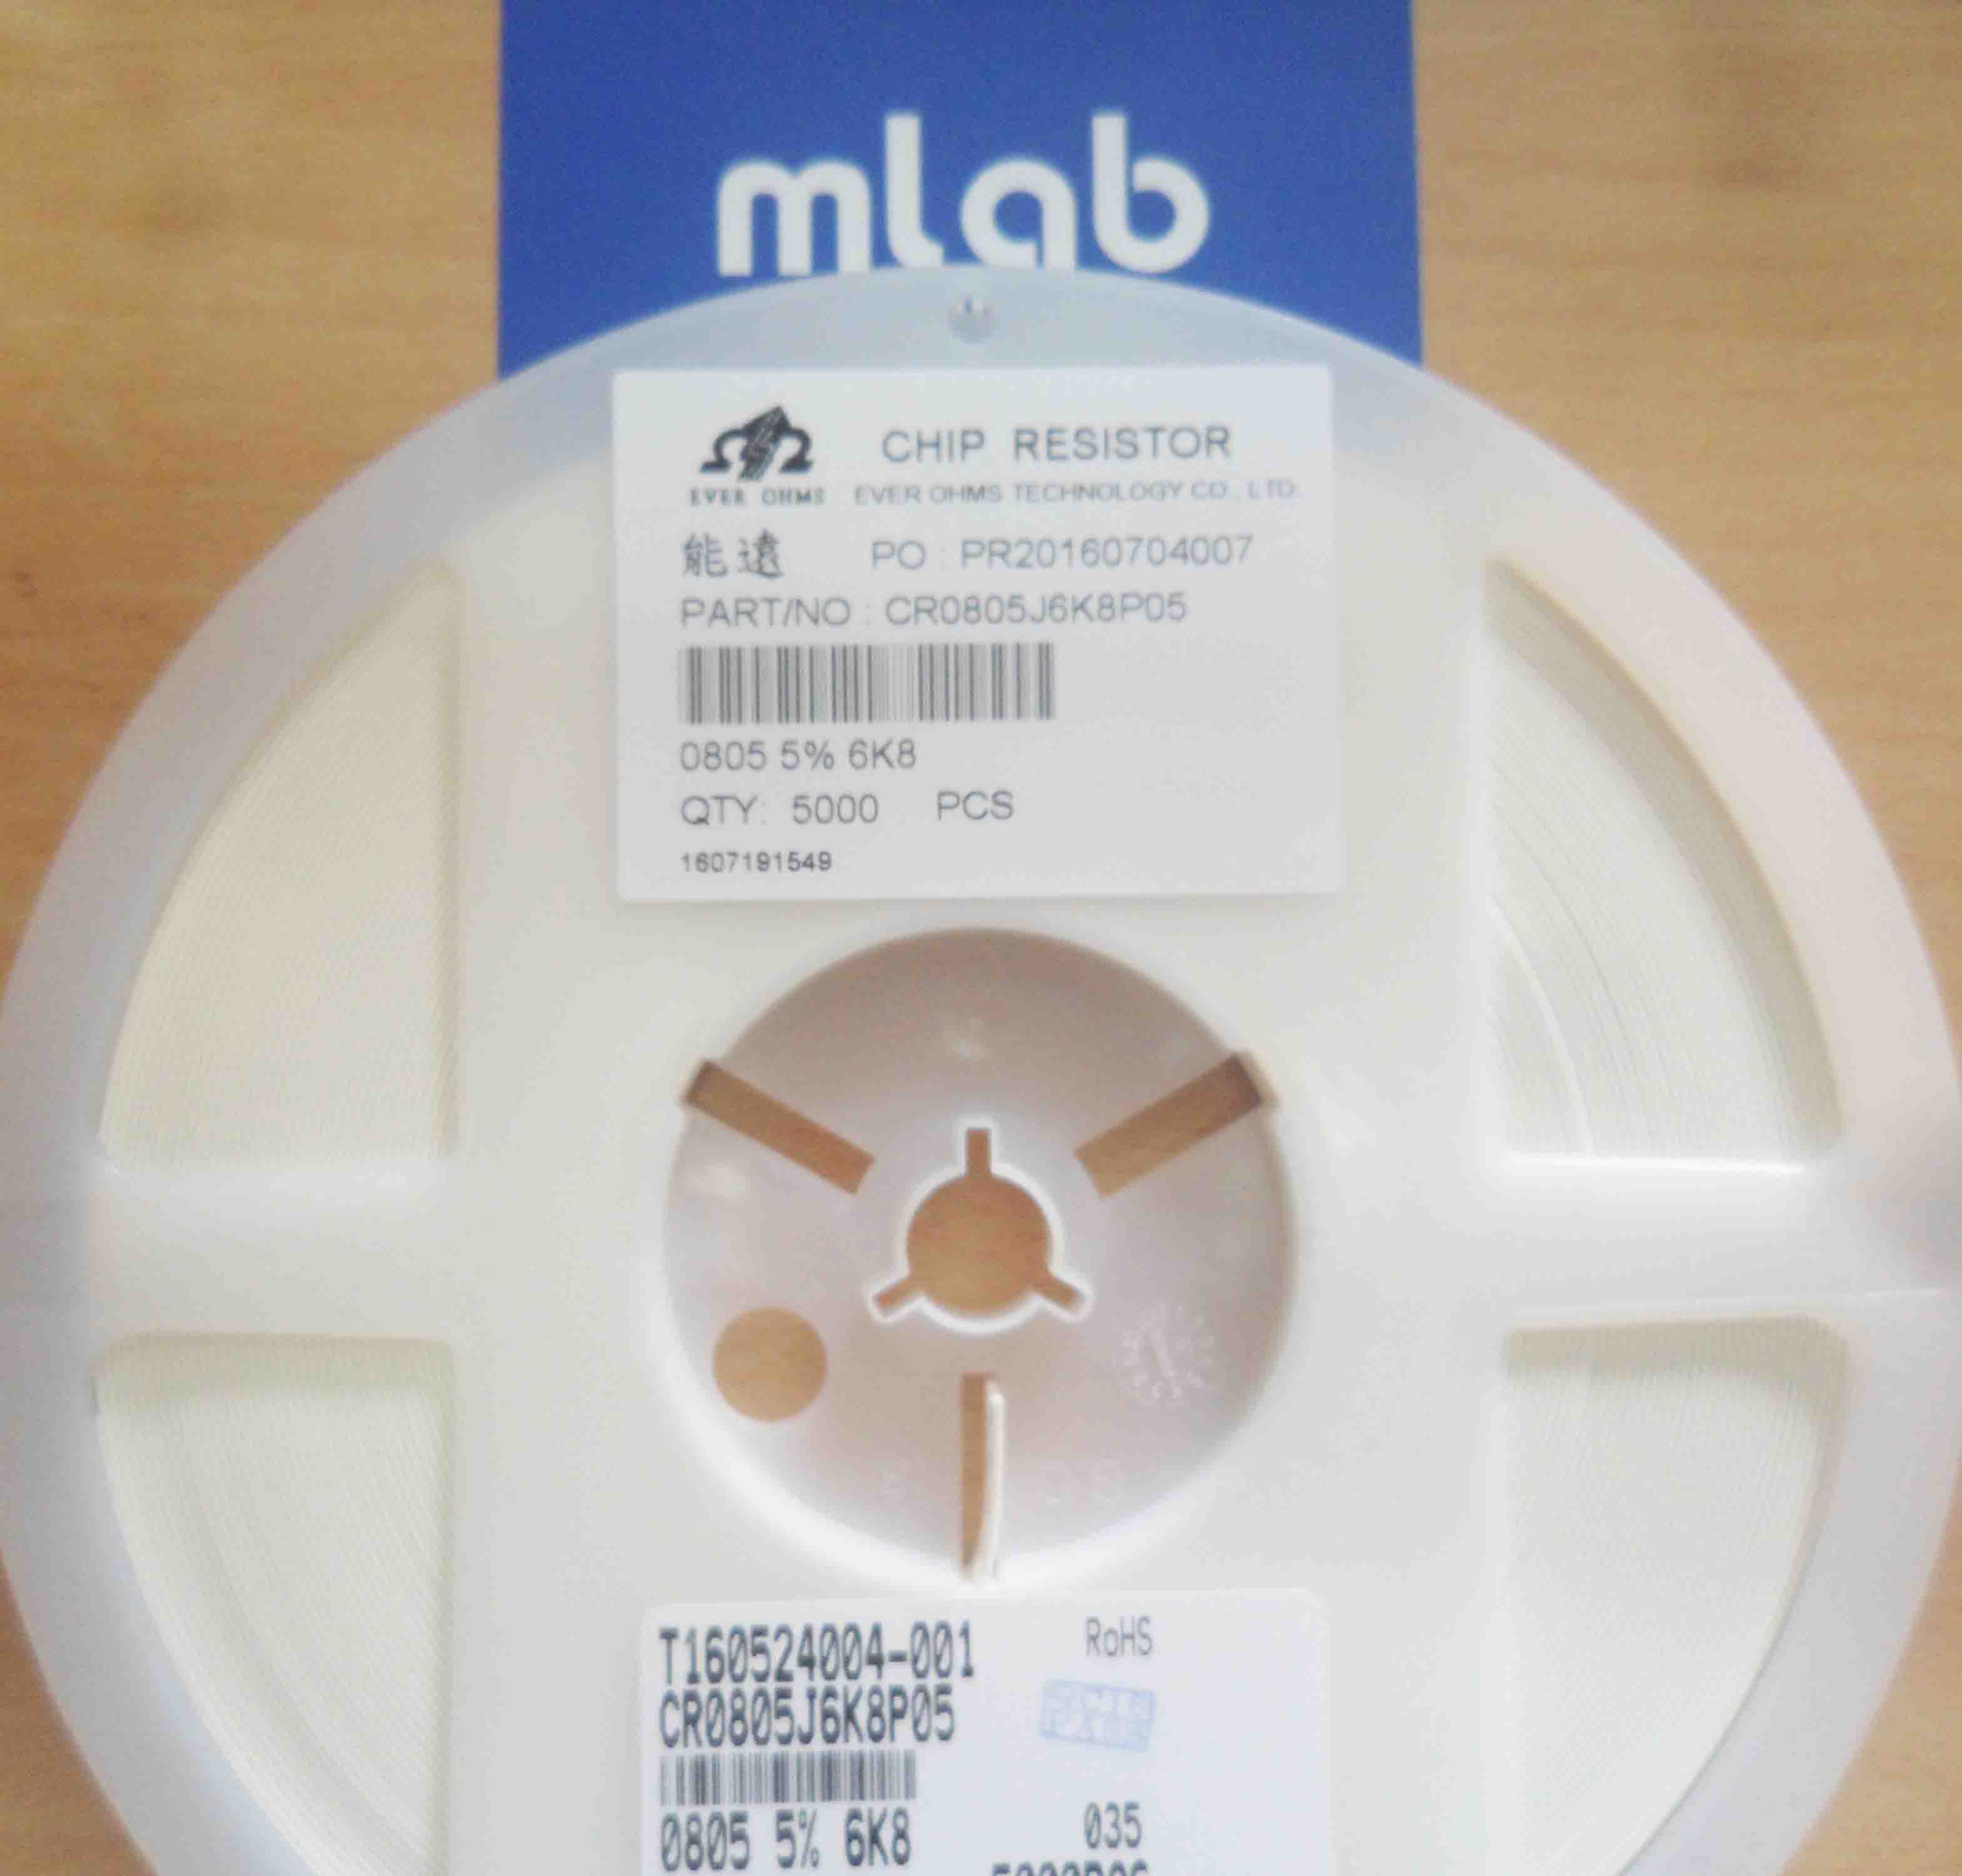 mlab
CHIP RESISTOR
EVER OHMS
EVER OHMS TECHNOLOGY CO., LTD.
能遠 PO : PR20160704007
PART/NO : CR0805J6K8P05
0805 5% 6K8
QTY: 5000 PCS
1607191549
T160524004-001 RoHS
CR0805J6K8P05
0805 5% 6K8 035